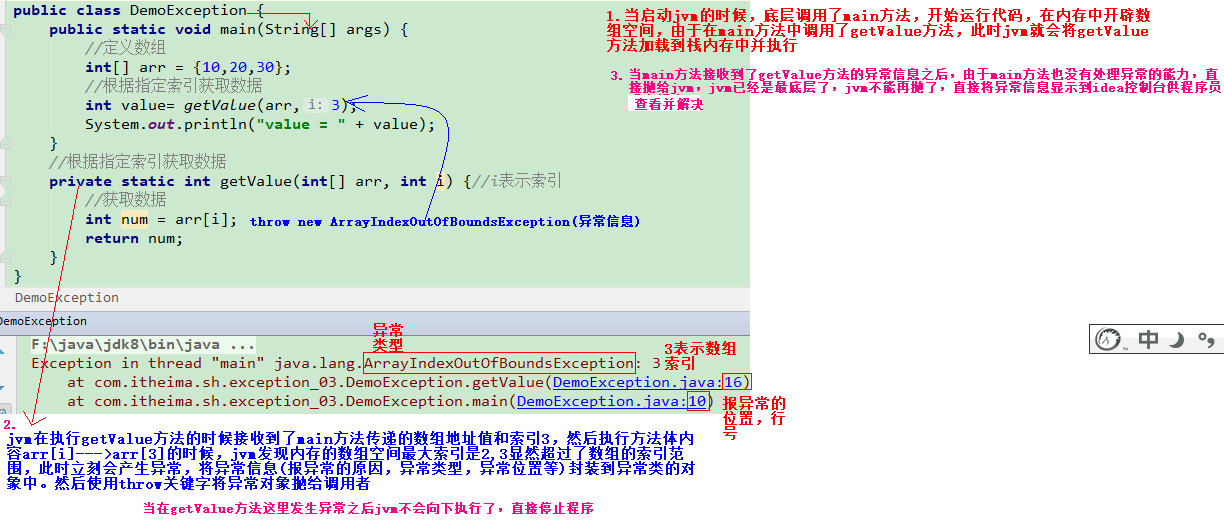 public class DemoException {
public static void main(String[] args) {
//定义数组
int[] arr = {10,20,30};
//根据指定索引获取数据
int value= getValue(arr, i: 3);
System.out.println("value = " + value);
}
//根据指定索引获取数据
private static int getValue(int[] arr, int i) {//i表示索引
//获取数据
int num = arr[i]; throw new ArrayIndexOutOfBoundsException(异常信息)
return num;
}
}
DemoException
1. 当启动jvm的时候，底层调用了main方法，开始运行代码，在内存中开辟数
组空间，由于在main方法中调用了getValue方法，此时jvm就会将getValue
方法加载到栈内存中并执行
3. 当main方法接收到了getValue方法的异常信息之后，由于main方法也没有处理异常的能力，直
接抛给jvm，jvm已经是最底层了，jvm不能再抛了，直接将异常信息显示到idea控制台供程序员
查看并解决
DemoException
F:\java\jdk8\bin\java ...
异常
类型
Exception in thread "main" java.lang.ArrayIndexOutOfBoundsException: 3
3表示数组
索引
at com.itheima.sh.exception_03.DemoException.getValue(DemoException.java:16)
at com.itheima.sh.exception_03.DemoException.main(DemoException.java:10)
报异常的
位置，行
号
2.
jvm在执行getValue方法的时候接收到了main方法传递的数组地址值和索引3，然后执行方法体内
容arr[i]--->arr[3]的时候，jvm发现内存的数组空间最大索引是2,3显然超过了数组的索引范
围，此时立刻会产生异常，将异常信息(报异常的原因，异常类型，异常位置等)封装到异常类的对
象中。然后使用throw关键字将异常对象抛给调用者
当在getValue方法这里发生异常之后jvm不会向下执行了，直接停止程序
中